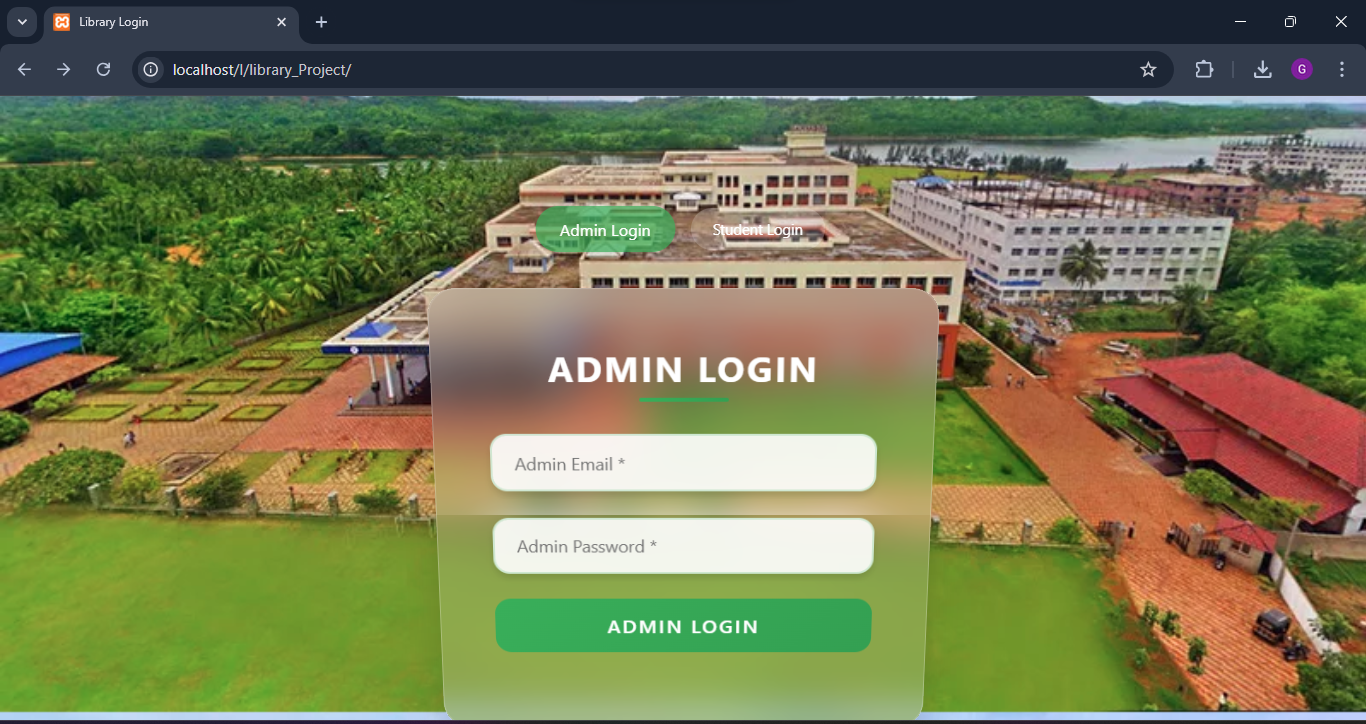 Library Login
localhost/l/library_Project/
G
Admin Login
Student Login
ADMIN LOGIN
Admin Email *
Admin Password *
ADMIN LOGIN